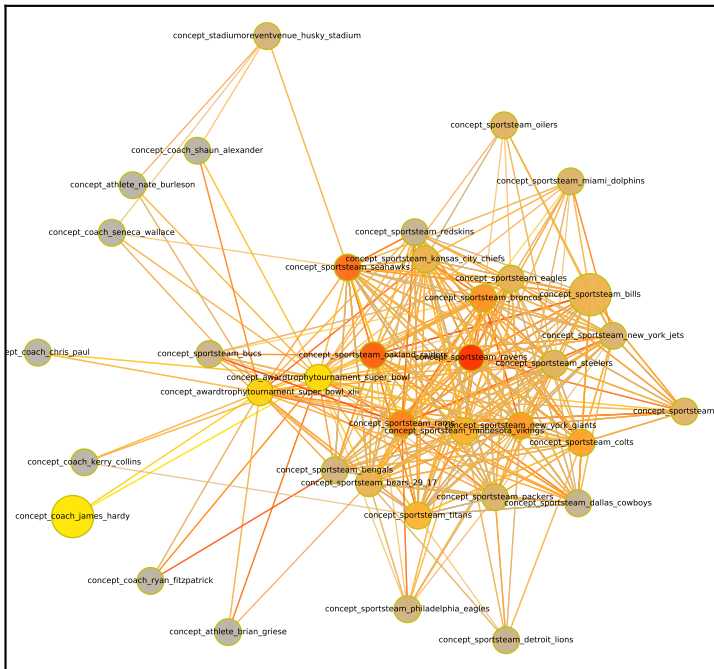 concept_stadiumoreventvenue_husky_stadium
concept_sportsteam_oilers
concept_coach_shaun_alexander
concept_athlete_nate_burleson
concept_sportsteam_miami_dolphins
concept_coach_seneca_wallace
concept_sportsteam_redskins
concept_sportsteam_kansas_city_chiefs
concept_sportsteam_seahawks
concept_sportsteam_eagles
concept_sportsteam_bills
concept_sportsteam_broncos
concept_sportsteam_new_york_jets
ept_coach_chris_paul
concept_sportsteam_bucs
concept_sportsteam_oakland_raiders
concept_sportsteam_ravens
concept_sportsteam_steelers
concept_awardtrophytournament_super_bowl
concept_awardtrophytournament_super_bowl_xlii
concept_sportsteam
concept_sportsteam_rams
concept_sportsteam_new_york_giants
concept_sportsteam_minnesota_vikings
concept_sportsteam_colts
concept_coach_kerry_collins
concept_sportsteam_bengals
concept_sportsteam_bears_29_17
concept_sportsteam_packers
concept_sportsteam_dallas_cowboys
concept_coach_james_hardy
concept_sportsteam_titans
concept_coach_ryan_fitzpatrick
concept_sportsteam_philadelphia_eagles
concept_athlete_brian_griese
concept_sportsteam_detroit_lions